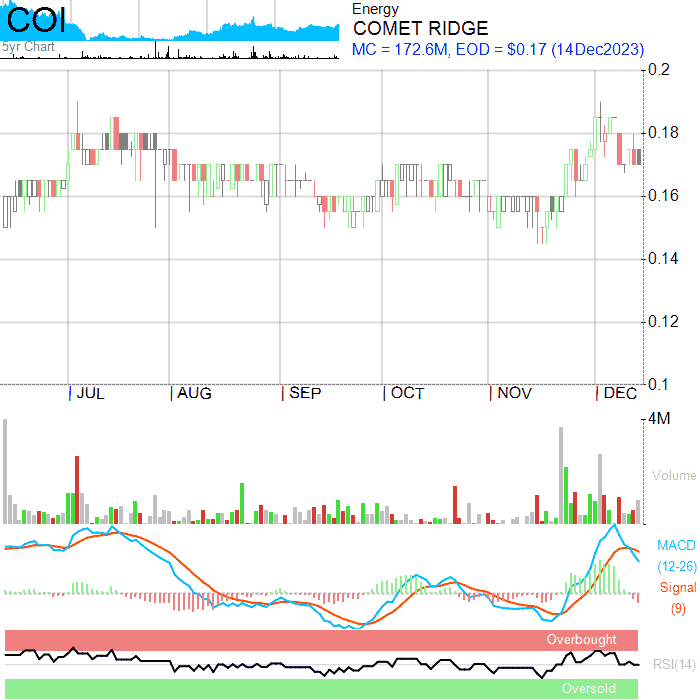 COI
5yr Chart
Energy
COMET RIDGE
MC = 172.6M, EOD = $0.17 (14Dec2023)
0.2
0.18
0.16
0.14
0.12
0.1
JUL AUG SEP OCT NOV DEC
4M
Volume
MACD
(12-26)
Signal
(9)
Overbought
RSI(14)
Oversold